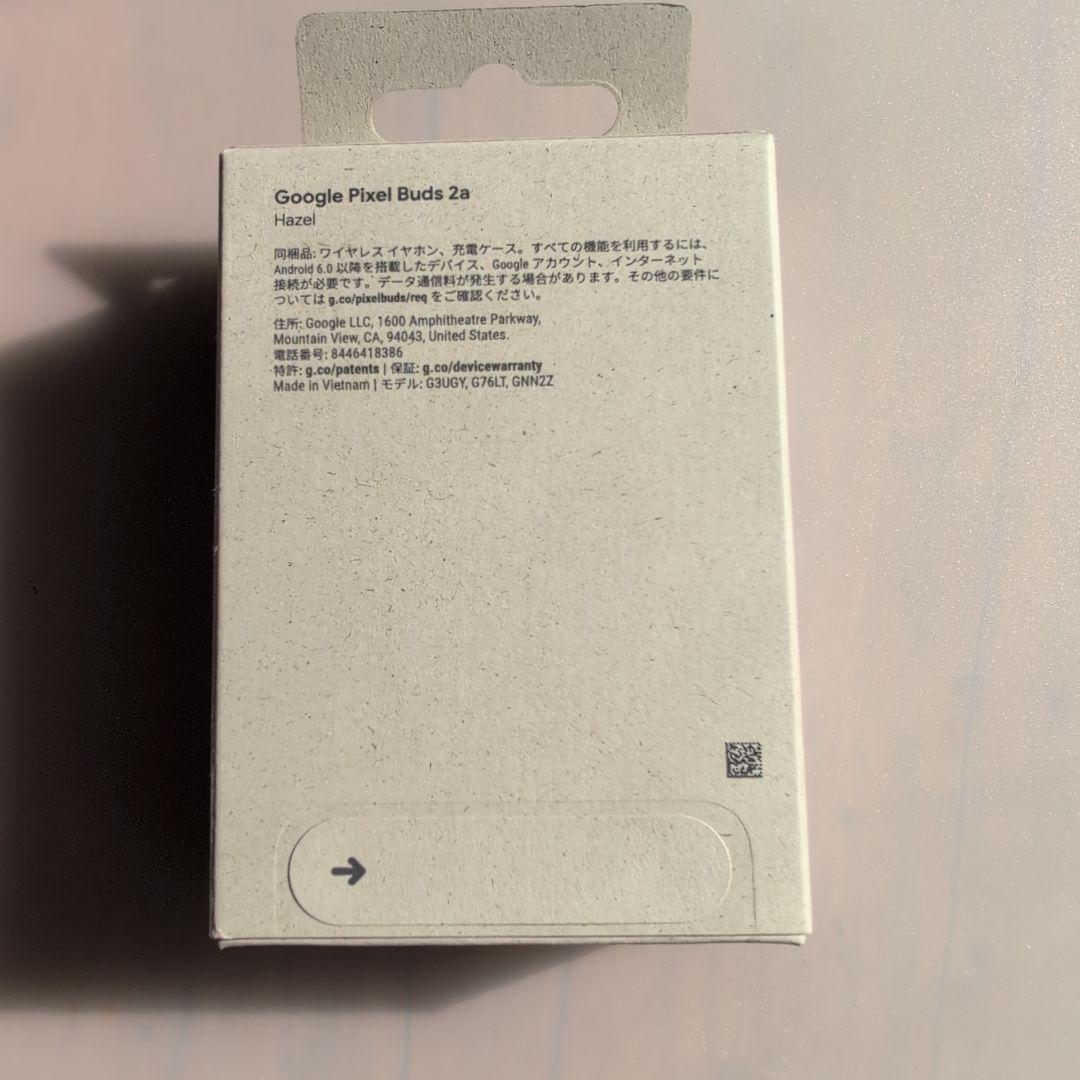 Google Pixel Buds 2a
Hazel
同梱品: ワイヤレス イヤホン、充電ケース。すべての機能を利用するには、
Android 6.0 以降を搭載したデバイス、Google アカウント、インターネット
接続が必要です。データ通信料が発生する場合があります。その他の要件に
ついては g.co/pixelbuds/req をご確認ください。
住所: Google LLC, 1600 Amphitheatre Parkway,
Mountain View, CA, 94043, United States.
電話番号: 8446418386
特許: g.co/patents | 保証: g.co/devicewarranty
Made in Vietnam | モデル: G3UGY, G76LT, GNN2Z